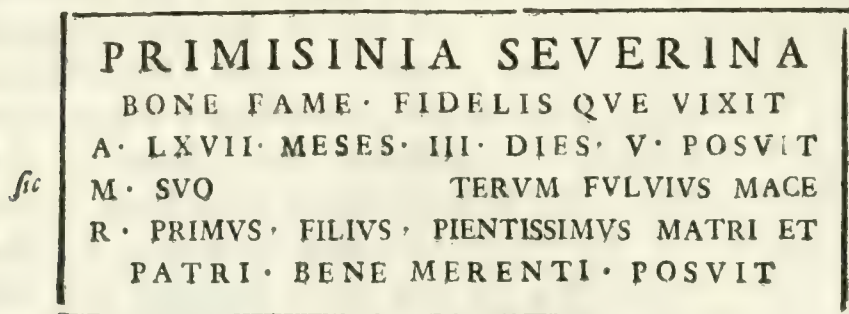 PRIMISINIA SEVERINA
BONE FAME · FIDELIS QVE VIXIT
A · LXVII · MESES · III · DIES · V · POSVIT
ſic M · SVO TERVM FVLVIVS MACE
R · PRIMVS · FILIVS · PIENTISSIMVS MATRI ET
PATRI · BENE MERENTI · POSVIT